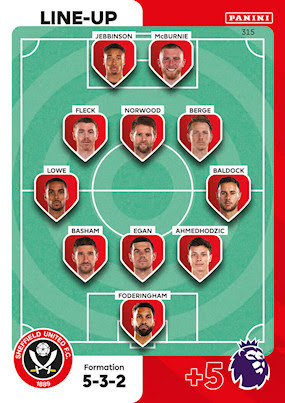 LINE-UP
PANINI
315
JEBBINSON McBURNIE
FLECK NORWOOD BERGE
LOWE BALDOCK
BASHAM EGAN AHMEDHODZIC
FODERINGHAM
SHEFFIELD UNITED F.C.
1889
Formation
5-3-2
+5